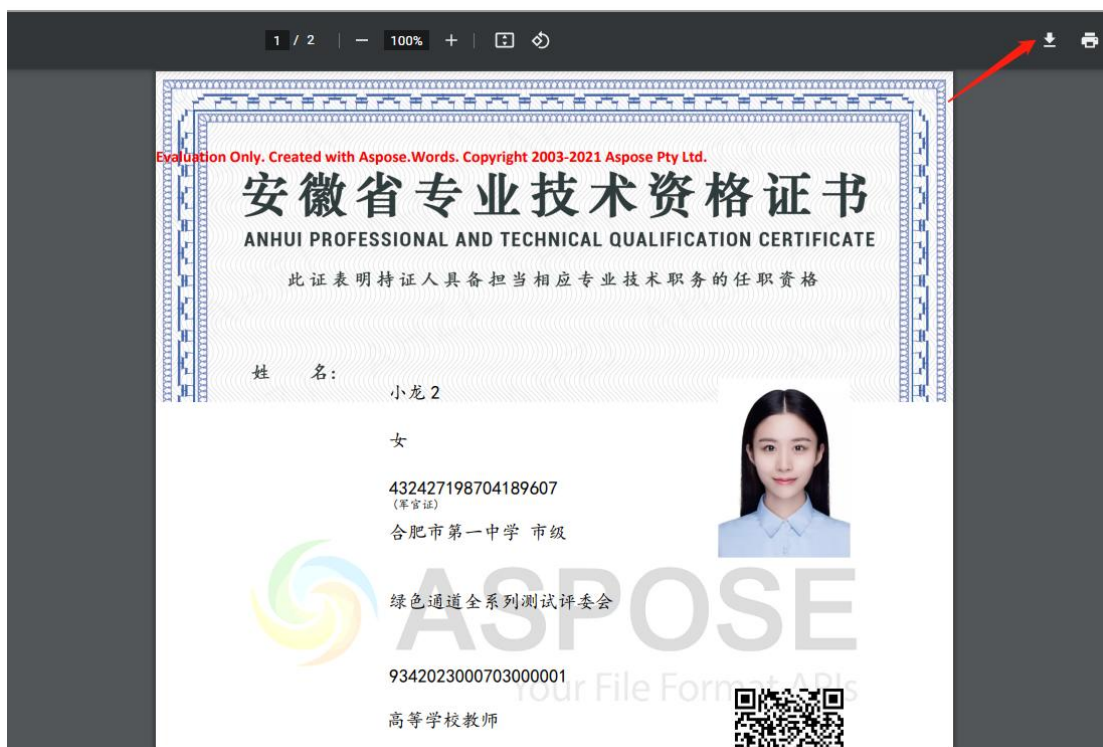 1 / 2 — 100% +
Evaluation Only. Created with Aspose.Words. Copyright 2003-2021 Aspose Pty Ltd.
安徽省专业技术资格证书
ANHUI PROFESSIONAL AND TECHNICAL QUALIFICATION CERTIFICATE
此证表明持证人具备担当相应专业技术职务的任职资格
姓 名:
小龙 2
女
432427198704189607
(军官证)
合肥市第一中学 市级
ASPOSE
绿色通道全系列测试评委会
9342023000703000001
Your File Format APIs
高等学校教师